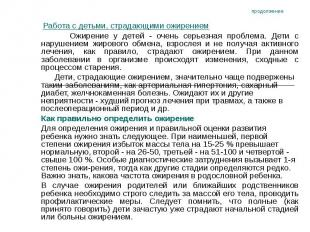 продолжение
Работа с детьми, страдающими ожирением
Ожирение у детей - очень серьезная проблема. Дети с
нарушением жирового обмена, взрослея и не получая активного
лечения, как правило, страдают ожирением. При данном
заболевании в организме происходят изменения, сходные с
процессом старения.
Дети, страдающие ожирением, значительно чаще подвержены
таким заболеваниям, как артериальная гипертония, сахарный
диабет, желчнокаменная болезнь. Ожидают их и другие
неприятности - худший прогноз лечения при травмах, а также в
послеоперационный период и др.
Как правильно определить ожирение
Для определения ожирения и правильной оценки развития
ребенка нужно знать следующее. При наименьшей, первой
степени ожирения избыток массы тела на 15-25 % превышает
нормальную, второй - на 26-50, третьей - на 51-100 и четвертой -
свыше 100 %. Особые диагностические затруднения вызывает 1-я
степень ожи-рения, тогда как другие стадии определяются редко.
Важно знать, какова частота ожирения в родословной ребенка.
В случае ожирения родителей или ближайших родственников
ребенка необходимо строго следить за массой его тела, проводить
профилактические меры. Следует помнить, что полные (как
принято говорить) дети зачастую уже страдают начальной стадией
или больны ожирением.